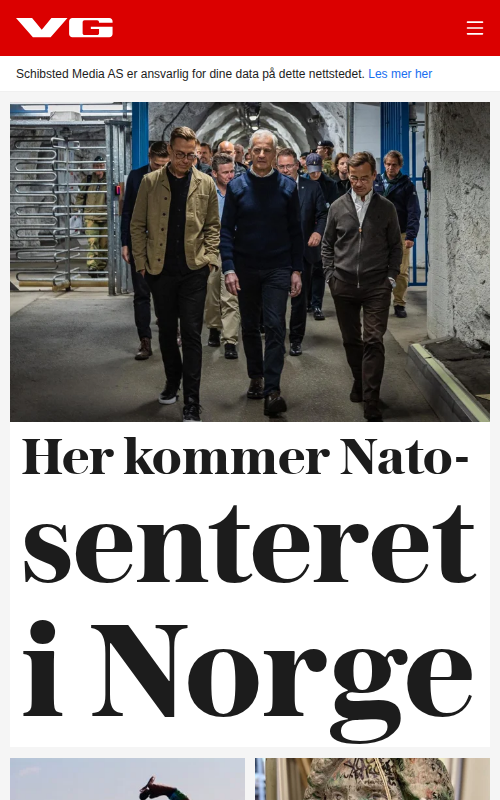 VG
Schibsted Media AS er ansvarlig for dine data på dette nettstedet. Les mer her
Her kommer Nato-
senteret
i Norge